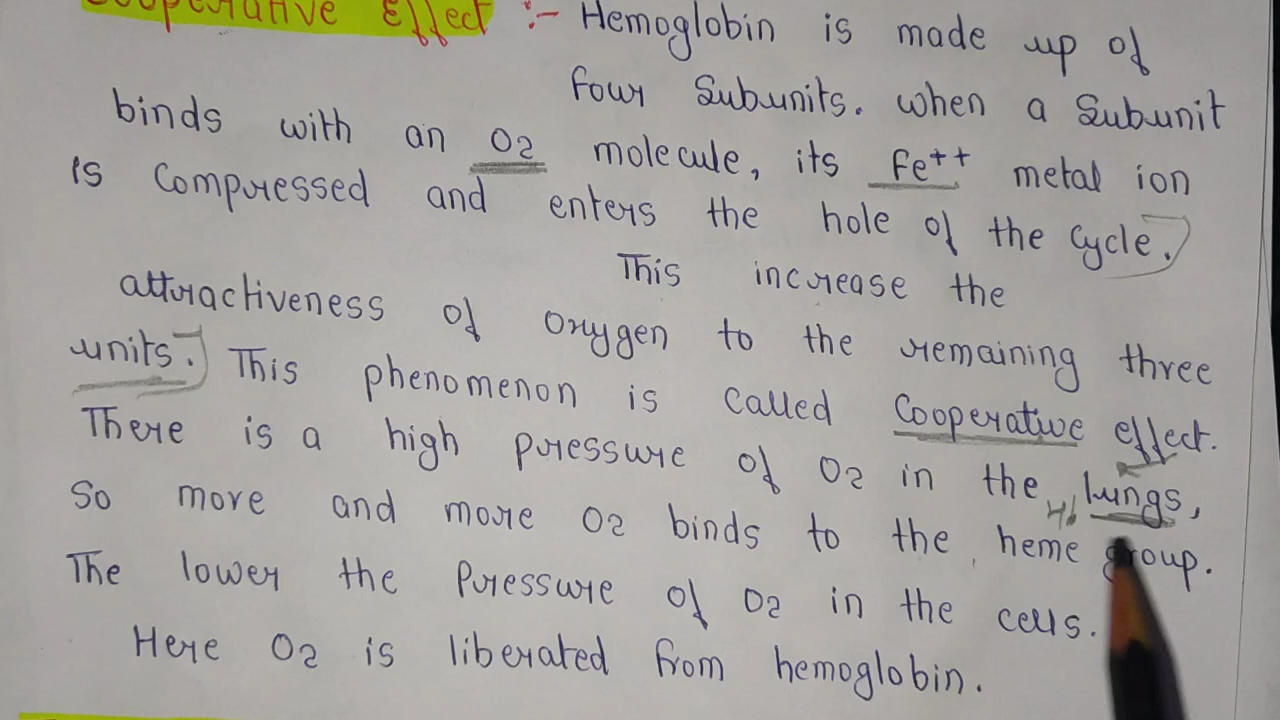 Cooperative Effect :- Hemoglobin is made up of
four Subunits. when a Subunit
binds with an O2 molecule, its Fe++ metal ion
is Compressed and enters the hole of the Cycle.
This increase the
attractiveness of oxygen to the remaining three
units. This phenomenon is called Cooperative effect.
There is a high pressure of O2 in the lungs,
Hb
So more and more O2 binds to the heme group.
The lower the Pressure of O2 in the cells.
Here O2 is liberated from hemoglobin.